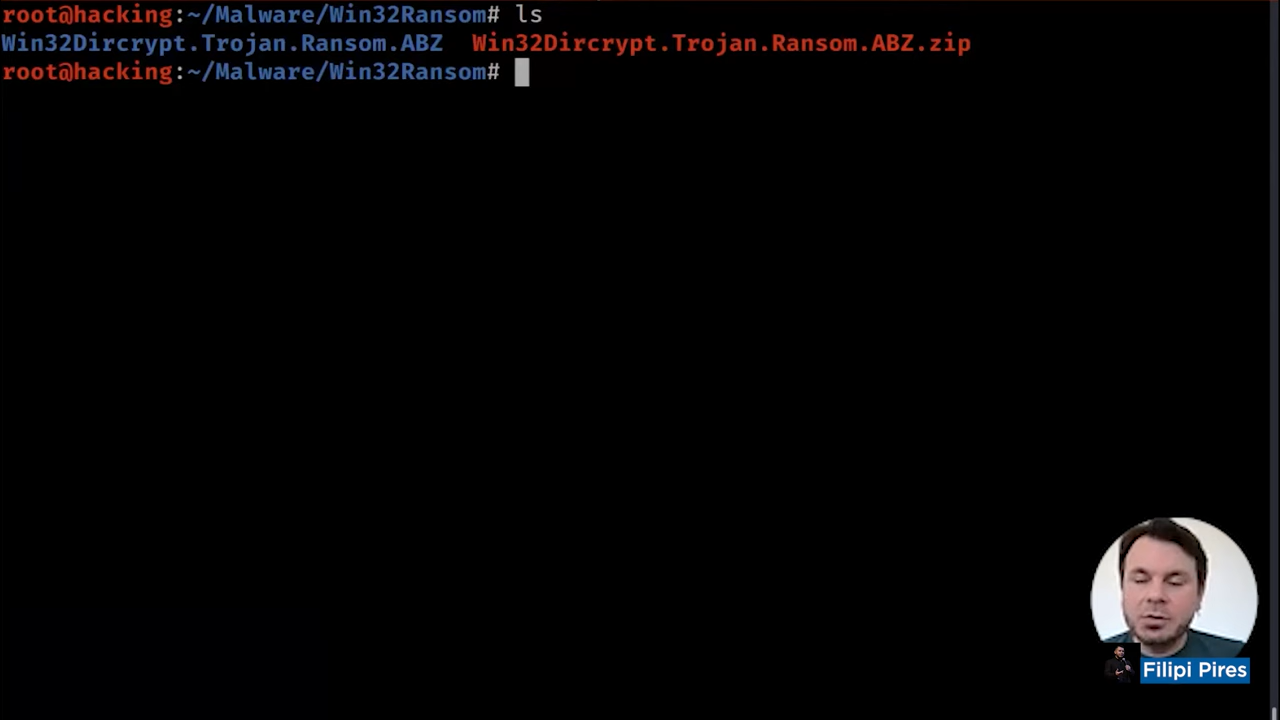 root@hacking:~/Malware/Win32Ransom# ls
Win32Dircrypt.Trojan.Ransom.ABZ  Win32Dircrypt.Trojan.Ransom.ABZ.zip
root@hacking:~/Malware/Win32Ransom#
Filipi Pires